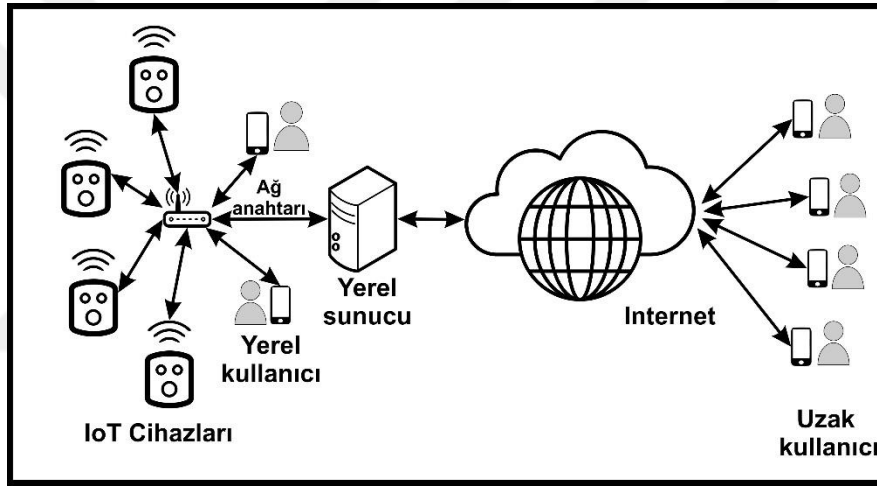 Ağ
anahtarı
Yerel
sunucu
Internet
Yerel
kullanıcı
IoT Cihazları
Uzak
kullanıcı